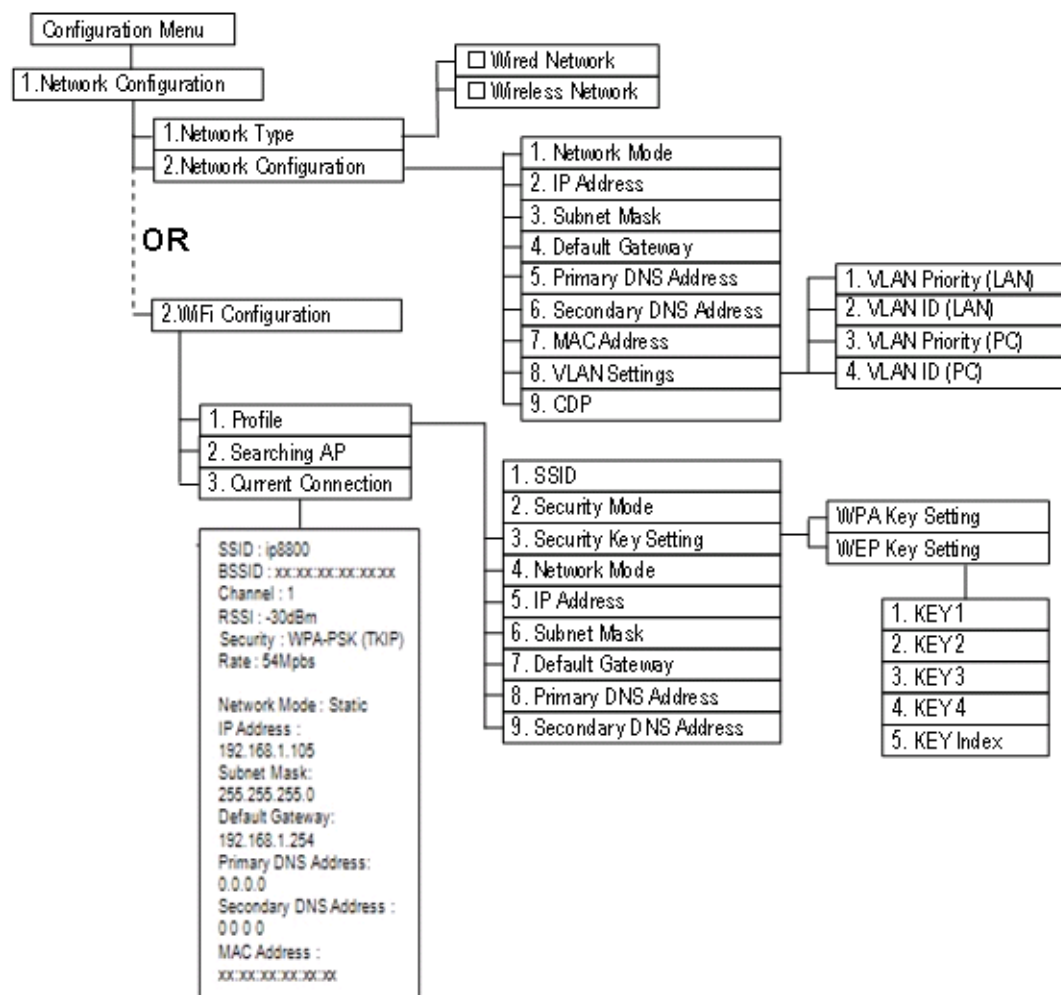 Configuration Menu
1.Network Configuration
☐ Wired Network
☐ Wireless Network
1.Network Type
2.Network Configuration
1. Network Mode
2. IP Address
3. Subnet Mask
4. Default Gateway
5. Primary DNS Address
6. Secondary DNS Address
7. MAC Address
8. VLAN Settings
9. CDP
1. VLAN Priority (LAN)
2. VLAN ID (LAN)
3. VLAN Priority (PC)
4. VLAN ID (PC)
OR
2.WiFi Configuration
1. Profile
2. Searching AP
3. Current Connection
1. SSID
2. Security Mode
3. Security Key Setting
4. Network Mode
5. IP Address
6. Subnet Mask
7. Default Gateway
8. Primary DNS Address
9. Secondary DNS Address
WPA Key Setting
WEP Key Setting
1. KEY 1
2. KEY 2
3. KEY 3
4. KEY 4
5. KEY Index
SSID : ip8800
BSSID : xx:xx:xx:xx:xx:xx
Channel : 1
RSSI : -30dBm
Security : WPA-PSK (TKIP)
Rate : 54Mpbs
Network Mode : Static
IP Address :
192.168.1.105
Subnet Mask:
255.255.255.0
Default Gateway:
192.168.1.254
Primary DNS Address:
0.0.0.0
Secondary DNS Address :
0 0 0 0
MAC Address :
xx:xx:xx:xx:xx:xx